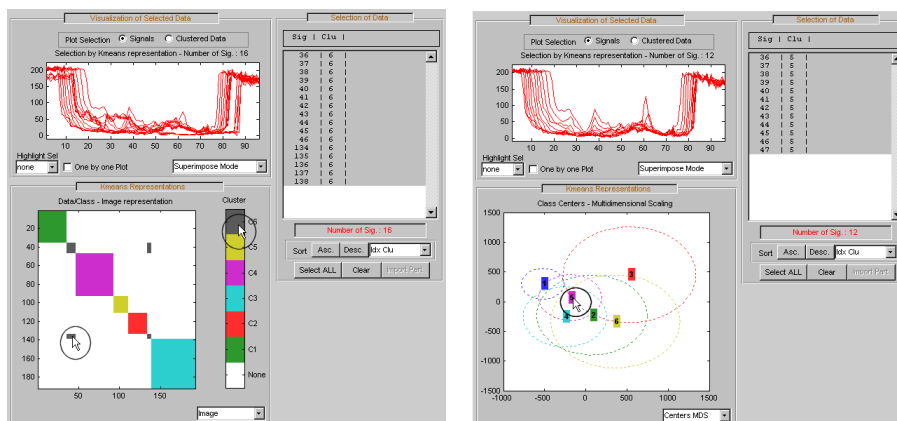 Visualization of Selected Data
Plot Selection Signals Clustered Data
Selection by Kmeans representation - Number of Sig. : 16
200
150
100
50
0
10 20 30 40 50 60 70 80 90
Highlight Sel
none One by one Plot Superimpose Mode
Kmeans Representations
Data/Class - Image representation
Cluster
20
40
60
80
100
120
140
160
180
50 100 150
C6
C5
C4
C3
C2
C1
None
Image
Selection of Data
Sig | Clu |
36 | 6 |
37 | 6 |
38 | 6 |
39 | 6 |
40 | 6 |
41 | 6 |
42 | 6 |
43 | 6 |
44 | 6 |
45 | 6 |
46 | 6 |
134 | 6 |
135 | 6 |
136 | 6 |
137 | 6 |
138 | 6 |
Number of Sig. : 16
Sort Asc. Desc. Idx Clu
Select ALL Clear Import Part
Visualization of Selected Data
Plot Selection Signals Clustered Data
Selection by Kmeans representation - Number of Sig. : 12
200
150
100
50
0
10 20 30 40 50 60 70 80 90
Highlight Sel
none One by one Plot Superimpose Mode
Kmeans Representations
Class Centers - Multidimensional Scaling
1500
1000
500
0
-500
-1000
-1500
-1000 -500 0 500 1000 1500
1
3
5
4
2
6
Centers MDS
Selection of Data
Sig | Clu |
36 | 5 |
37 | 5 |
38 | 5 |
39 | 5 |
40 | 5 |
41 | 5 |
42 | 5 |
43 | 5 |
44 | 5 |
45 | 5 |
46 | 5 |
47 | 5 |
Number of Sig. : 12
Sort Asc. Desc. Idx Clu
Select ALL Clear Import Part